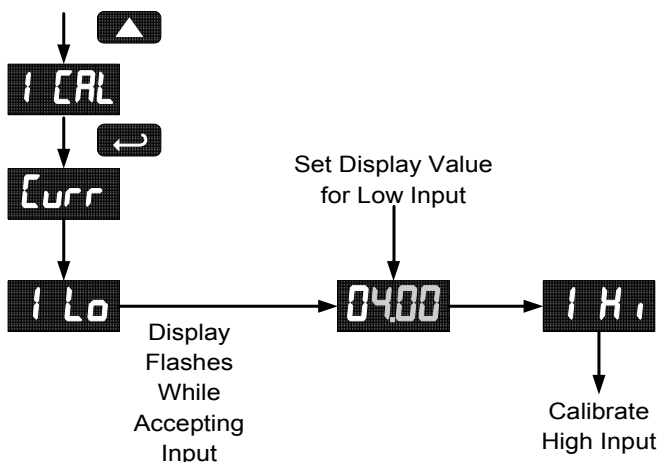 1 CAL
Curr
1 Lo
Display
Flashes
While
Accepting
Input
Set Display Value
for Low Input
04.00
1 Hi
Calibrate
High Input